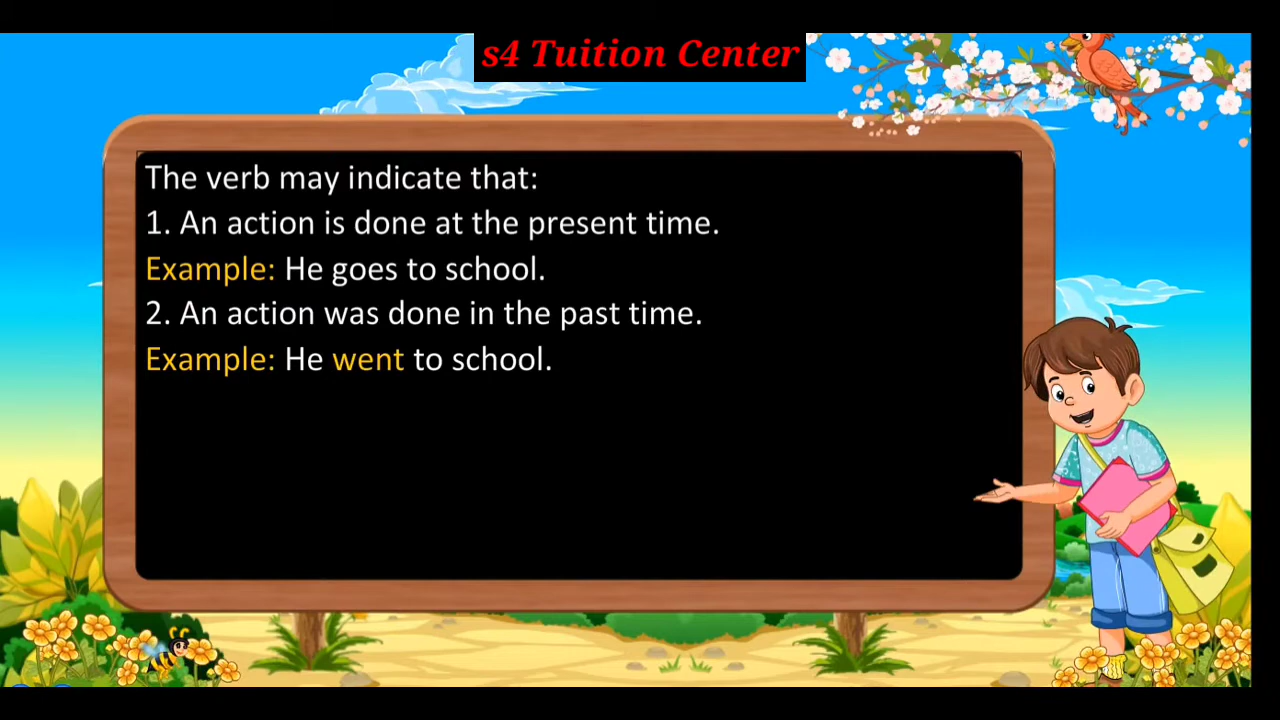 s4 Tuition Center
The verb may indicate that:
1. An action is done at the present time.
Example: He goes to school.
2. An action was done in the past time.
Example: He went to school.